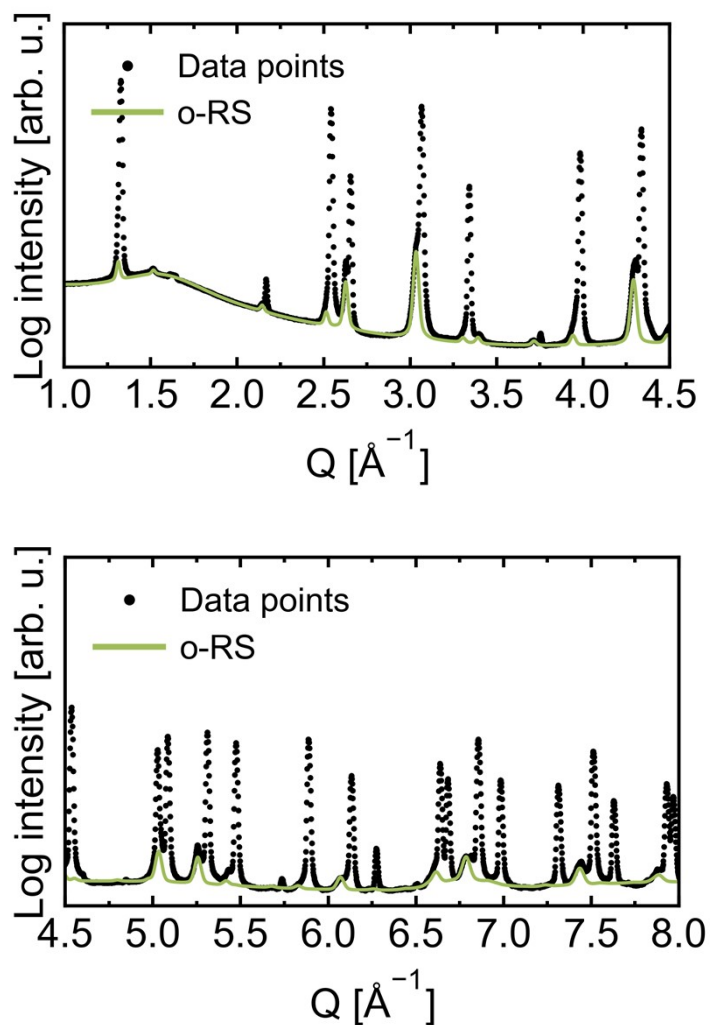 Log intensity [arb. u.]
Data points
o-RS
1.0 1.5 2.0 2.5 3.0 3.5 4.0 4.5
Q [Å⁻¹]
Log intensity [arb. u.]
Data points
o-RS
4.5 5.0 5.5 6.0 6.5 7.0 7.5 8.0
Q [Å⁻¹]